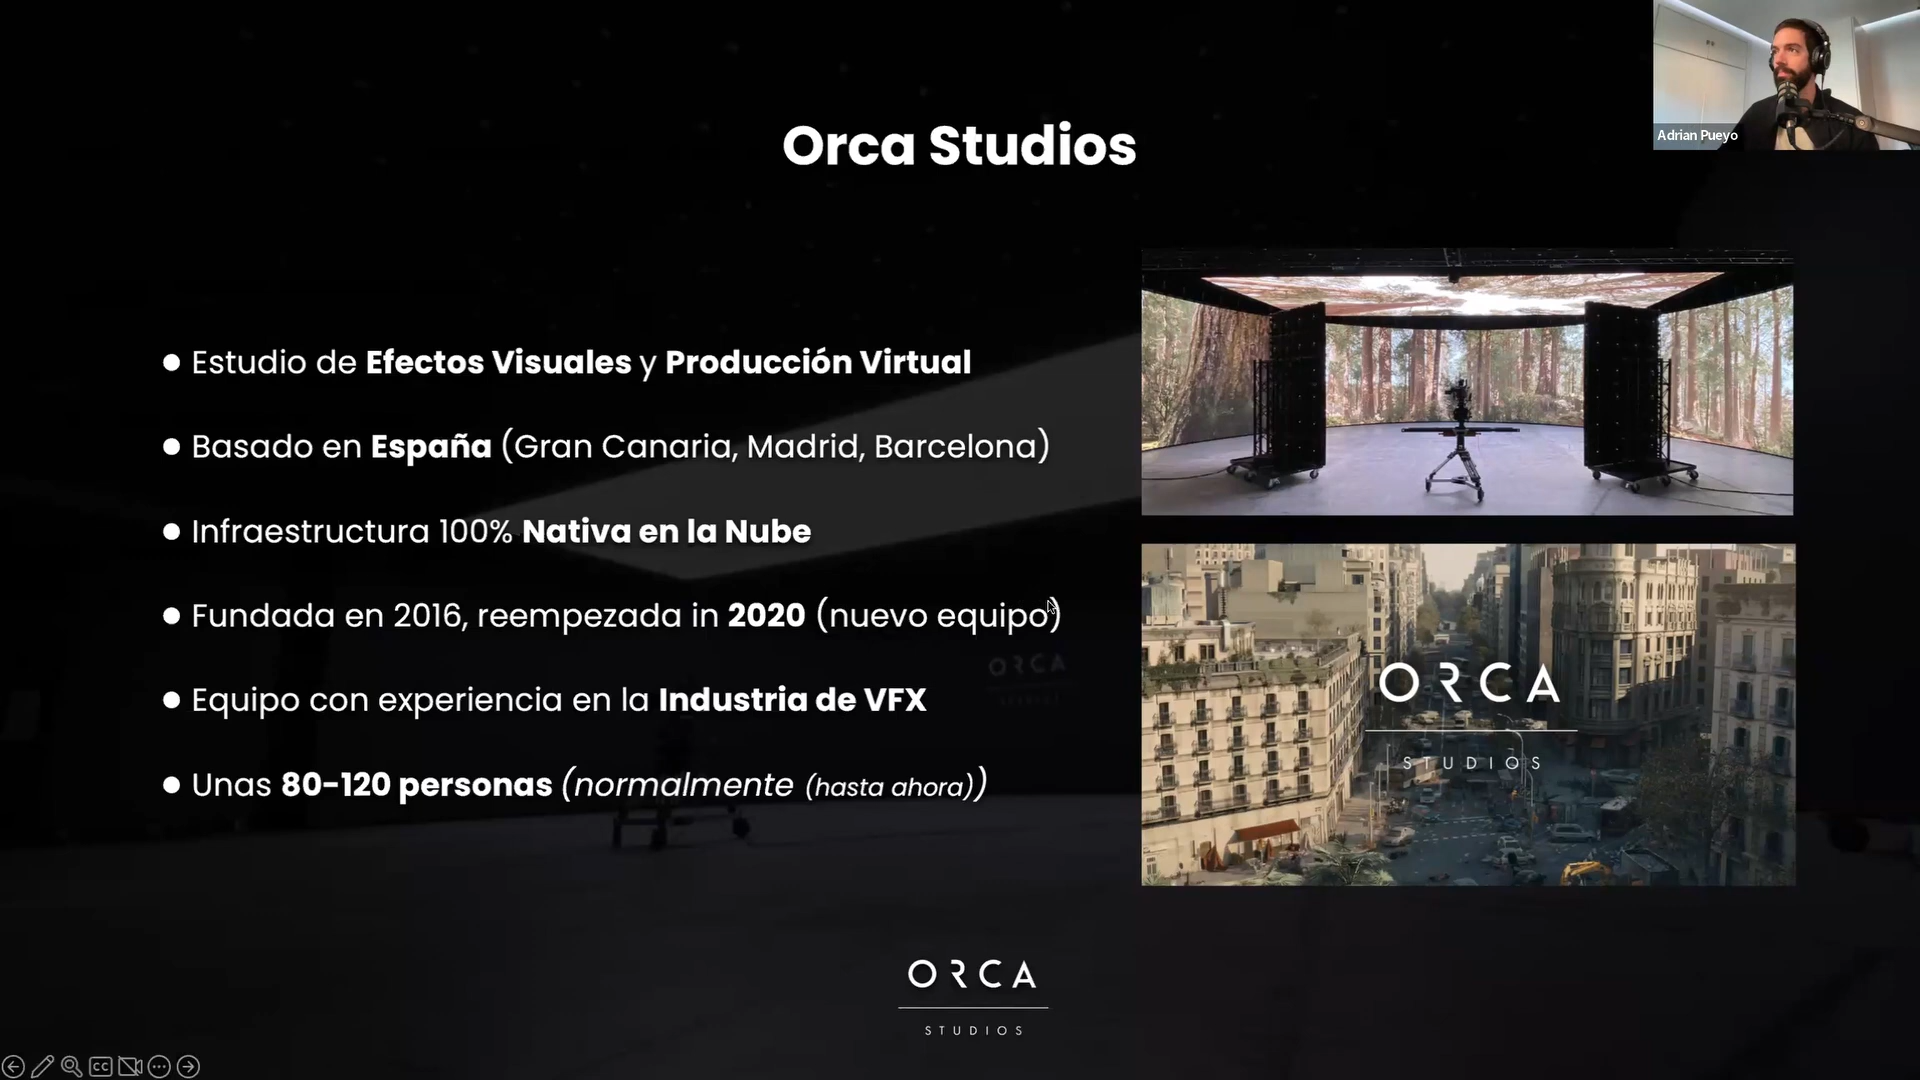 Orca Studios
Adrian Pueyo
Estudio de Efectos Visuales y Producción Virtual
Basado en España (Gran Canaria, Madrid, Barcelona)
Infraestructura 100% Nativa en la Nube
Fundada en 2016, reempezada in 2020 (nuevo equipo)
Equipo con experiencia en la Industria de VFX
Unas 80-120 personas (normalmente (hasta ahora))
ORCA
STUDIOS
ORCA
ORCA
STUDIOS
CC